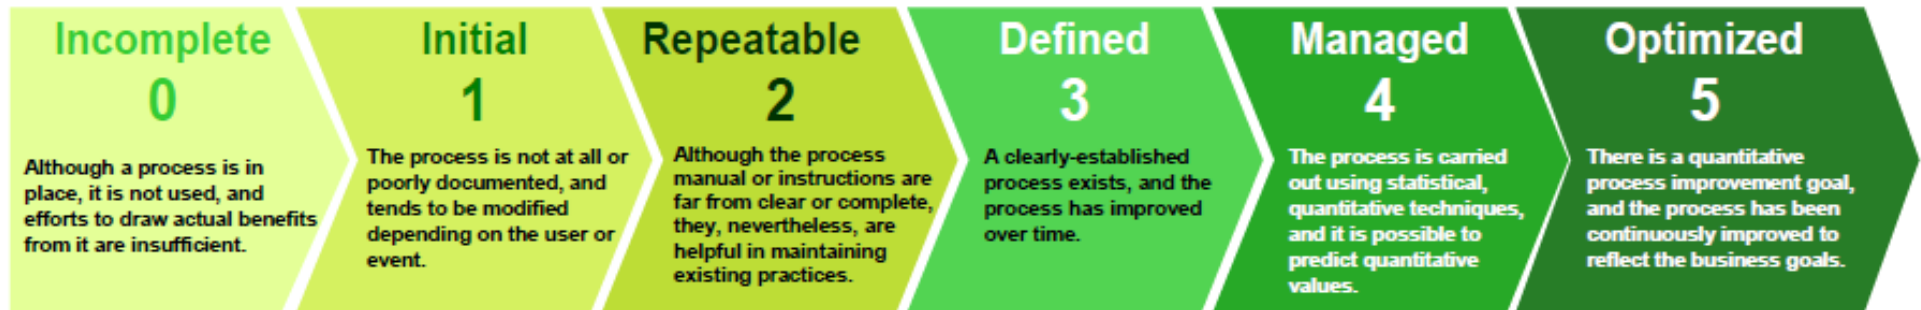 Incomplete
0
Although a process is in
place, it is not used, and
efforts to draw actual benefits
from it are insufficient.
Initial
1
The process is not at all or
poorly documented, and
tends to be modified
depending on the user or
event.
Repeatable
2
Although the process
manual or instructions are
far from clear or complete,
they, nevertheless, are
helpful in maintaining
existing practices.
Defined
3
A clearly-established
process exists, and the
process has improved
over time.
Managed
4
The process is carried
out using statistical,
quantitative techniques,
and it is possible to
predict quantitative
values.
Optimized
5
There is a quantitative
process improvement goal,
and the process has been
continuously improved to
reflect the business goals.